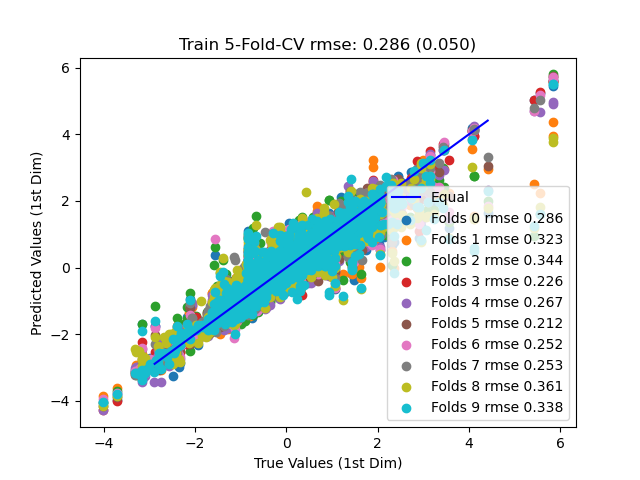 Train 5-Fold-CV rmse: 0.286 (0.050)
6
4
2
0
−2
−4
Predicted Values (1st Dim)
Equal
Folds 0 rmse 0.286
Folds 1 rmse 0.323
Folds 2 rmse 0.344
Folds 3 rmse 0.226
Folds 4 rmse 0.267
Folds 5 rmse 0.212
Folds 6 rmse 0.252
Folds 7 rmse 0.253
Folds 8 rmse 0.361
Folds 9 rmse 0.338
−4 −2 0 2 4 6
True Values (1st Dim)